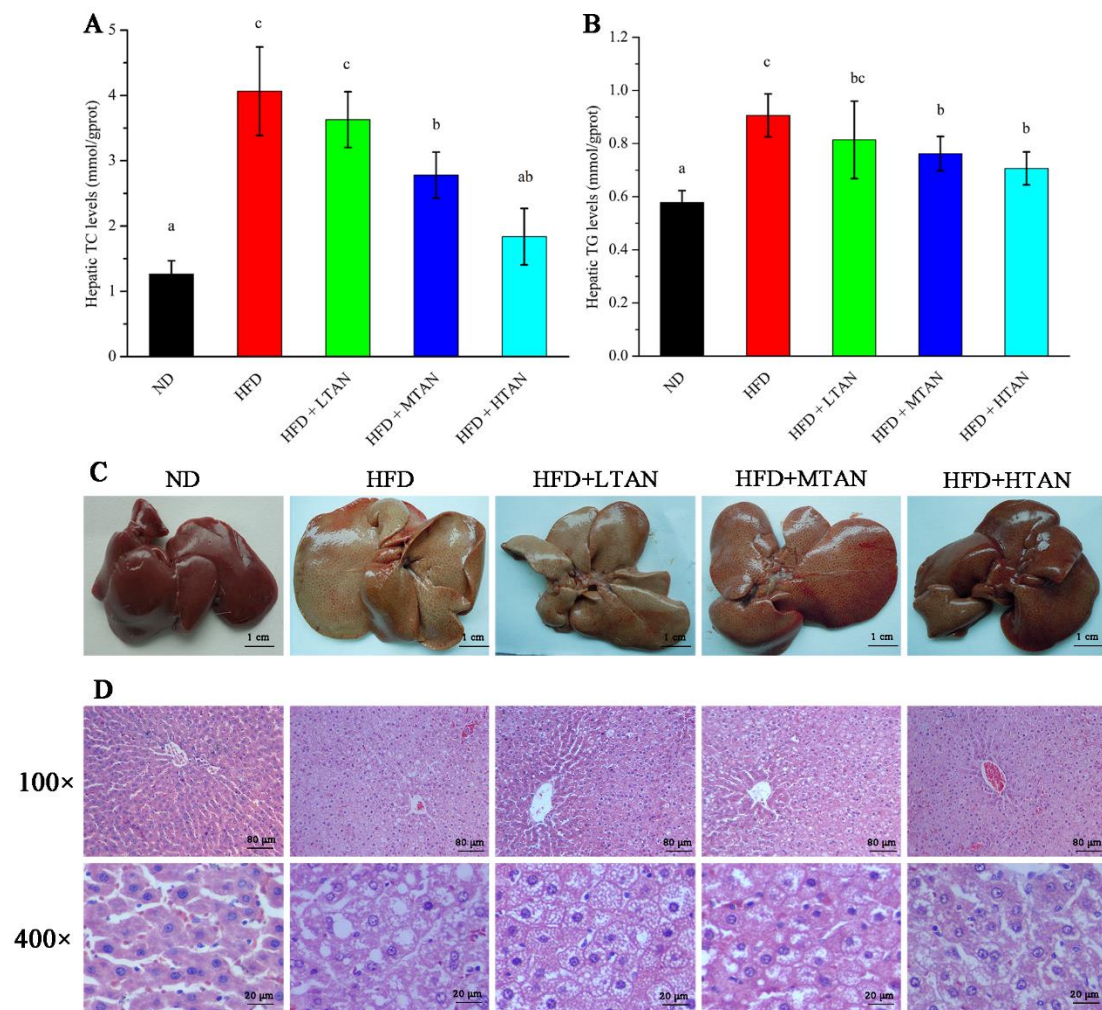 A
Hepatic TC levels (mmol/gprot)
5
4
3
2
1
0
a
c
c
b
ab
ND
HFD
HFD + LTAN
HFD + MTAN
HFD + HTAN
B
Hepatic TG levels (mmol/gprot)
1.2
1.0
0.8
0.6
0.4
0.2
0.0
a
c
bc
b
b
ND
HFD
HFD + LTAN
HFD + MTAN
HFD + HTAN
C
ND HFD HFD+LTAN HFD+MTAN HFD+HTAN
1 cm 1 cm 1 cm 1 cm 1 cm
D
100×
80 μm 80 μm 80 μm 80 μm 80 μm
400×
20 μm 20 μm 20 μm 20 μm 20 μm